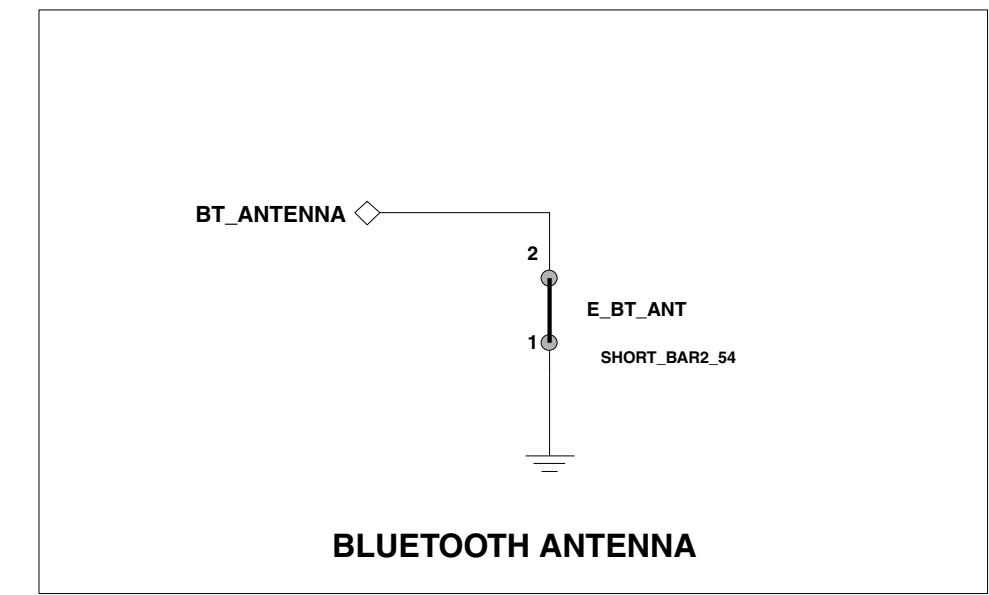 BT_ANTENNA
2
E_BT_ANT
1
SHORT_BAR2_54
BLUETOOTH ANTENNA